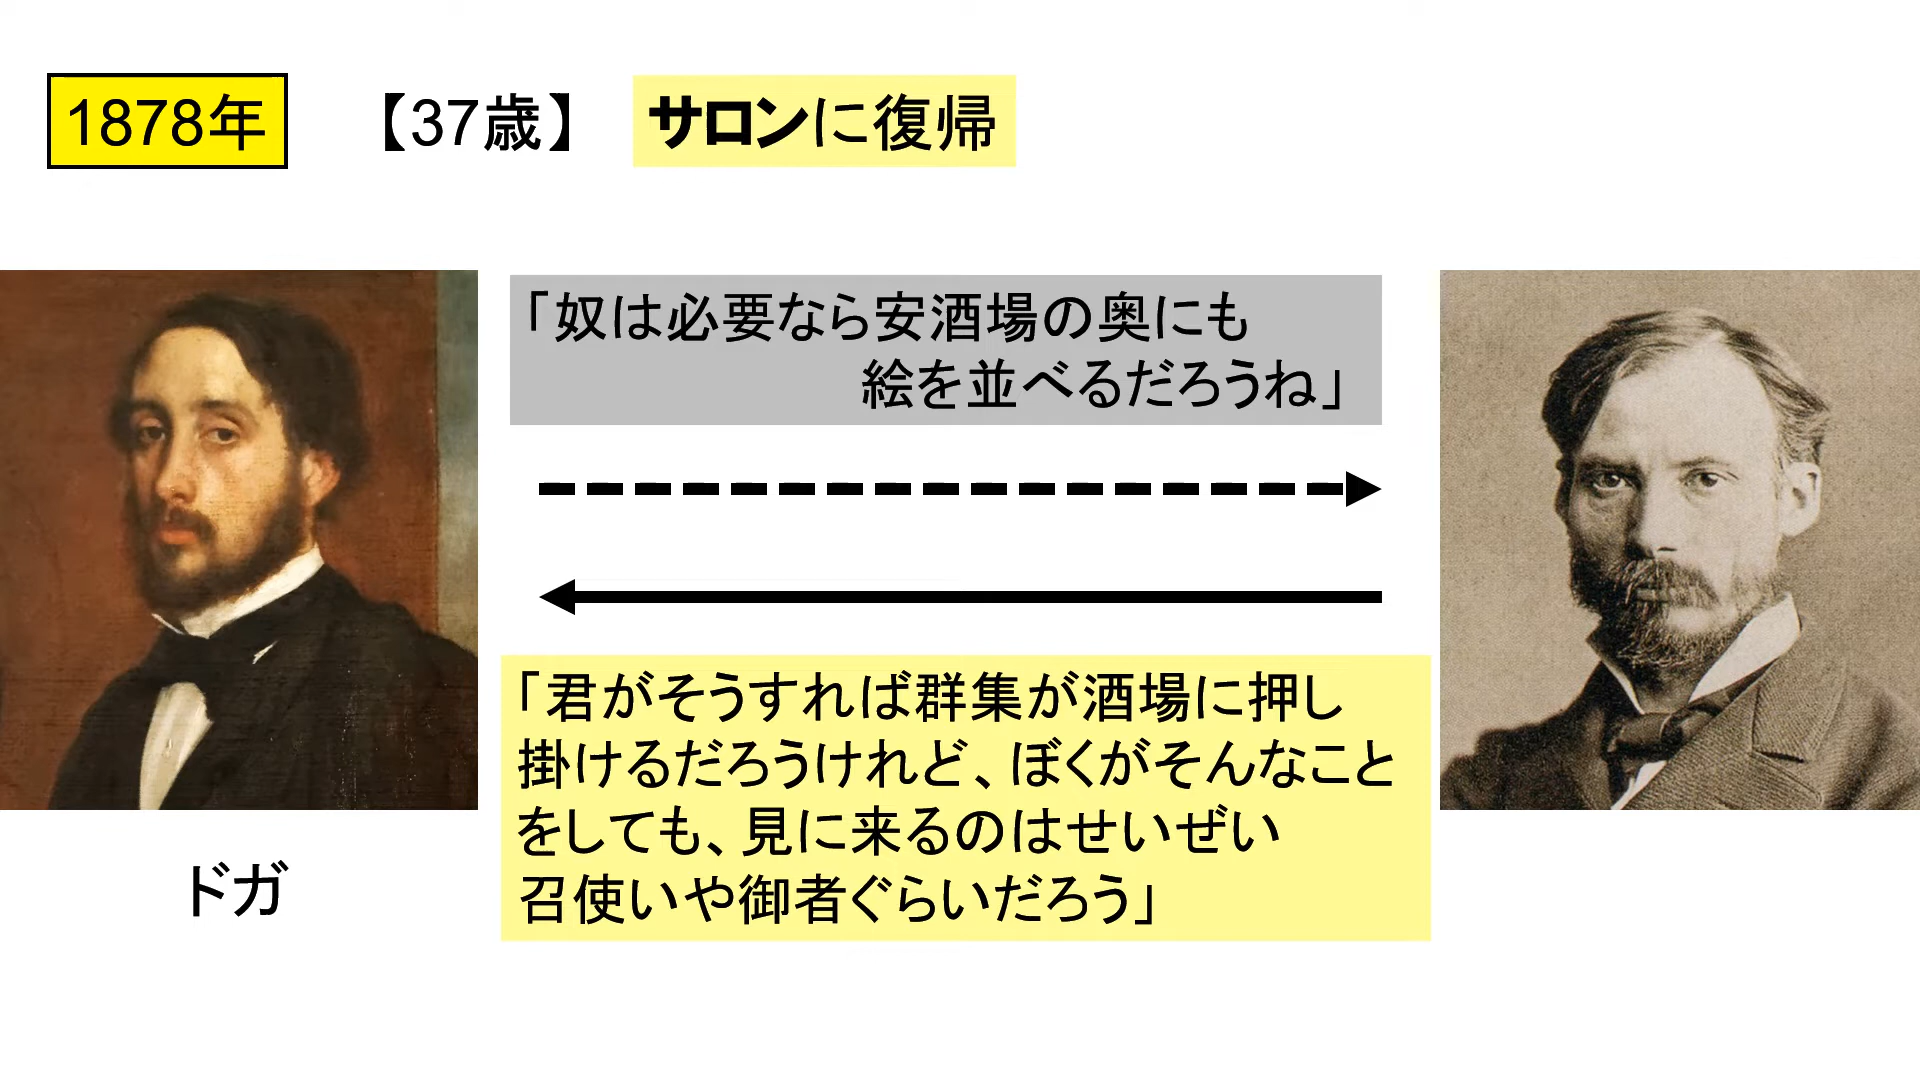 1878年 【37歳】 サロンに復帰
「奴は必要なら安酒場の奥にも
絵を並べるだろうね」
「君がそうすれば群集が酒場に押し
掛けるだろうけれど、ぼくがそんなこと
をしても、見に来るのはせいぜい
召使いや御者ぐらいだろう」
ドガ